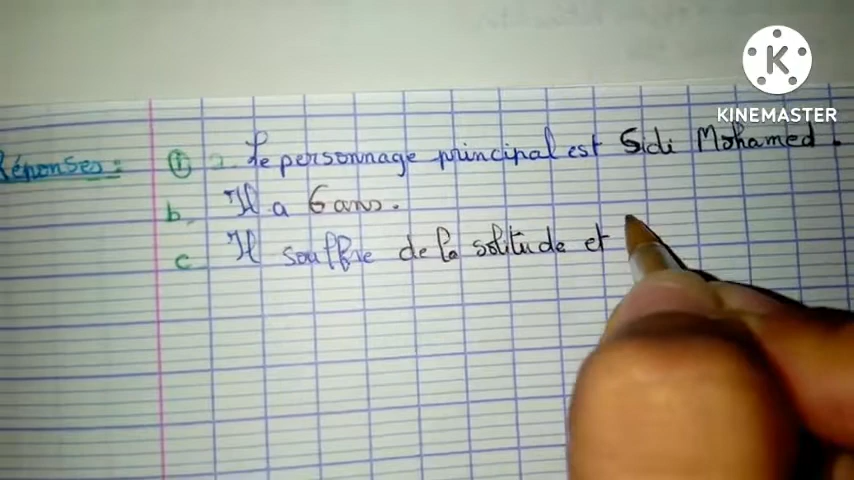 KINEMASTER
Réponses : ① a. Le personnage principal est Sidi Mohamed.
b. Il a 6 ans.
c Il souffre de la solitude et